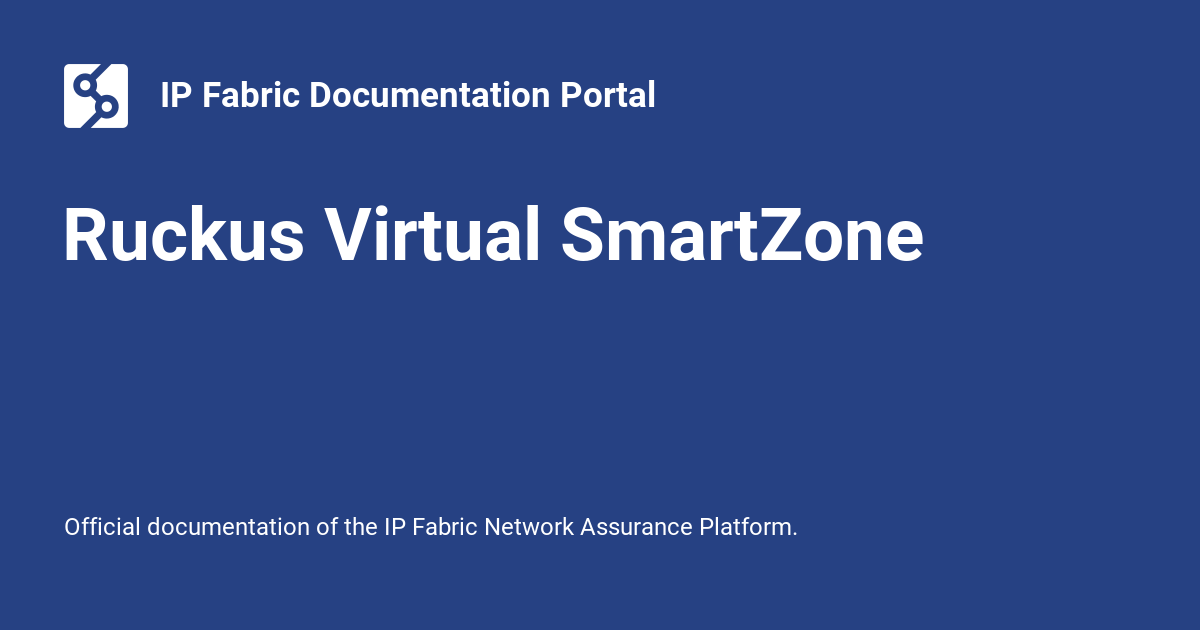 IP Fabric Documentation Portal
Ruckus Virtual SmartZone
Official documentation of the IP Fabric Network Assurance Platform.